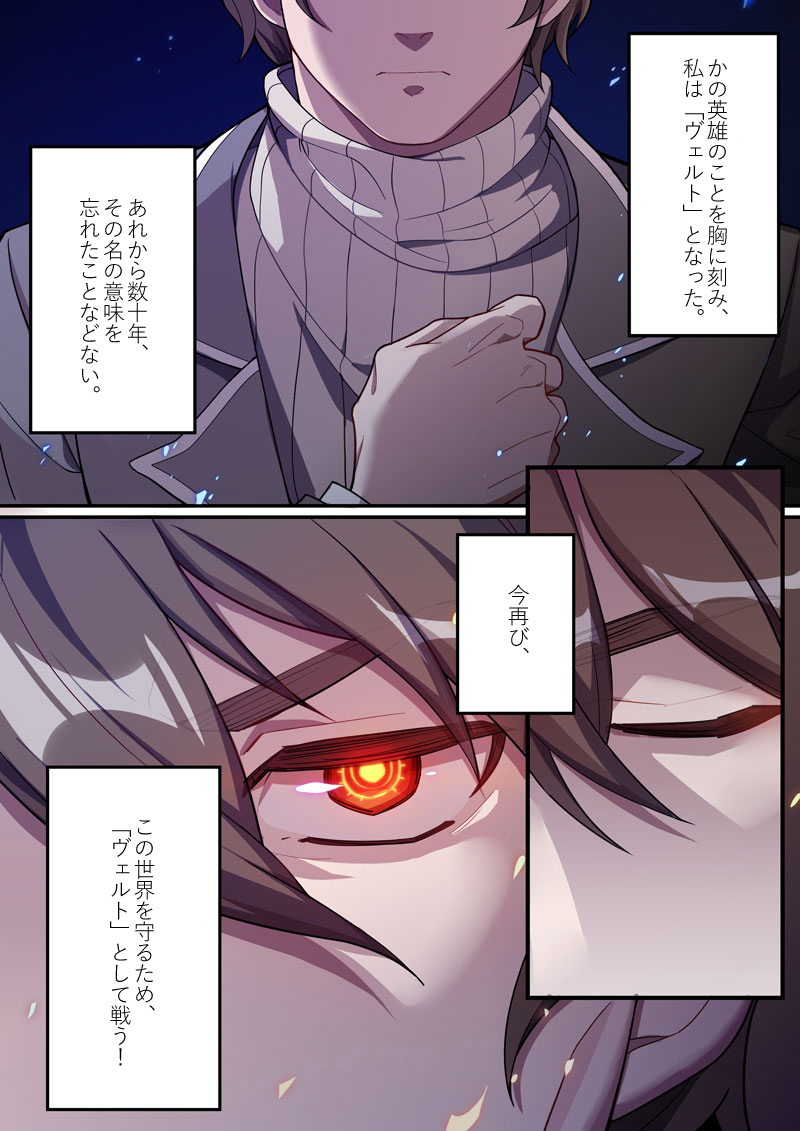 かの英雄のことを胸に刻み、
私は「ヴェルト」となった。
あれから数十年、
その名の意味を
忘れたことなどない。
今再び、
この世界を守るため、
「ヴェルト」として戦う！